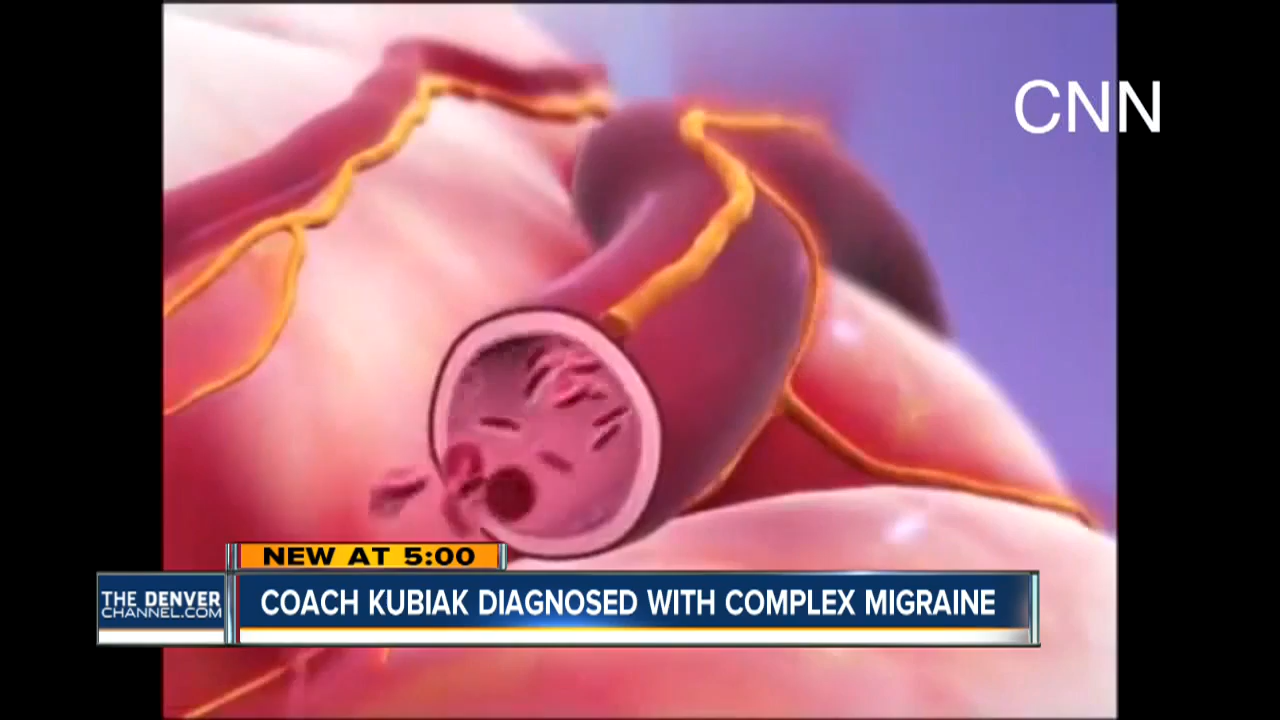 CNN
NEW AT 5:00
THE DENVER
CHANNEL.COM
COACH KUBIAK DIAGNOSED WITH COMPLEX MIGRAINE